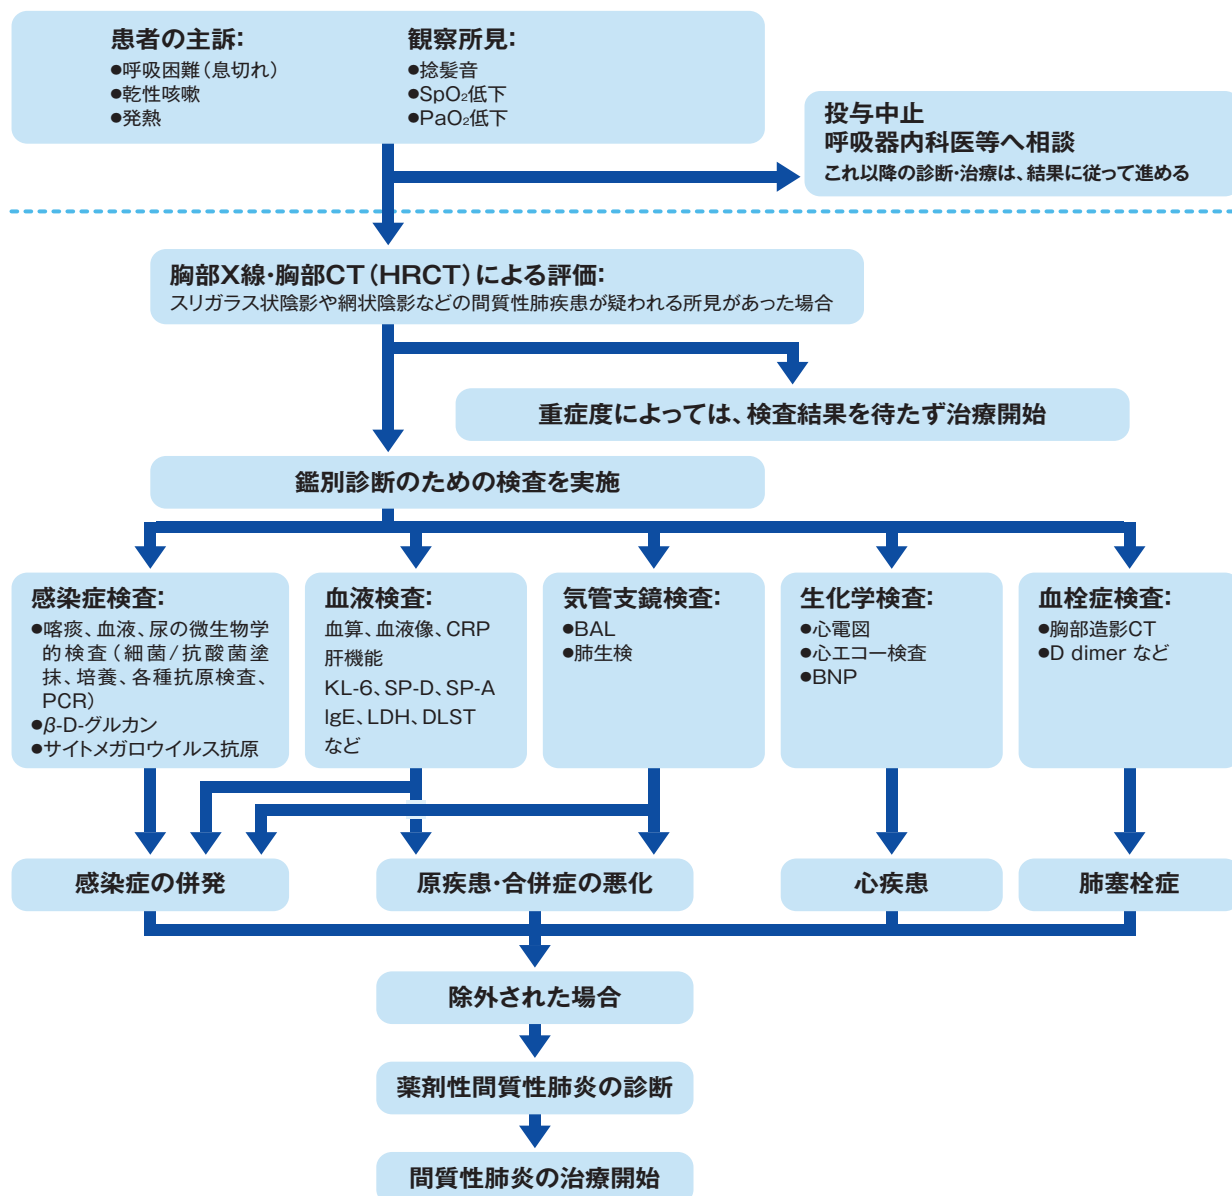 患者の主訴:
●呼吸困難（息切れ）
●乾性咳嗽
●発熱
観察所見:
●捻髪音
●SpO₂低下
●PaO₂低下
投与中止
呼吸器内科医等へ相談
これ以降の診断・治療は、結果に従って進める
胸部X線・胸部CT（HRCT）による評価:
スリガラス状陰影や網状陰影などの間質性肺疾患が疑われる所見があった場合
重症度によっては、検査結果を待たず治療開始
鑑別診断のための検査を実施
感染症検査:
●喀痰、血液、尿の微生物学
的検査（細菌/抗酸菌塗
抹、培養、各種抗原検査、
PCR）
●β-D-グルカン
●サイトメガロウイルス抗原
血液検査:
血算、血液像、CRP
肝機能
KL-6、SP-D、SP-A
IgE、LDH、DLST
など
気管支鏡検査:
●BAL
●肺生検
生化学検査:
●心電図
●心エコー検査
●BNP
血栓症検査:
●胸部造影CT
●D dimer など
感染症の併発
原疾患・合併症の悪化
心疾患
肺塞栓症
除外された場合
薬剤性間質性肺炎の診断
間質性肺炎の治療開始